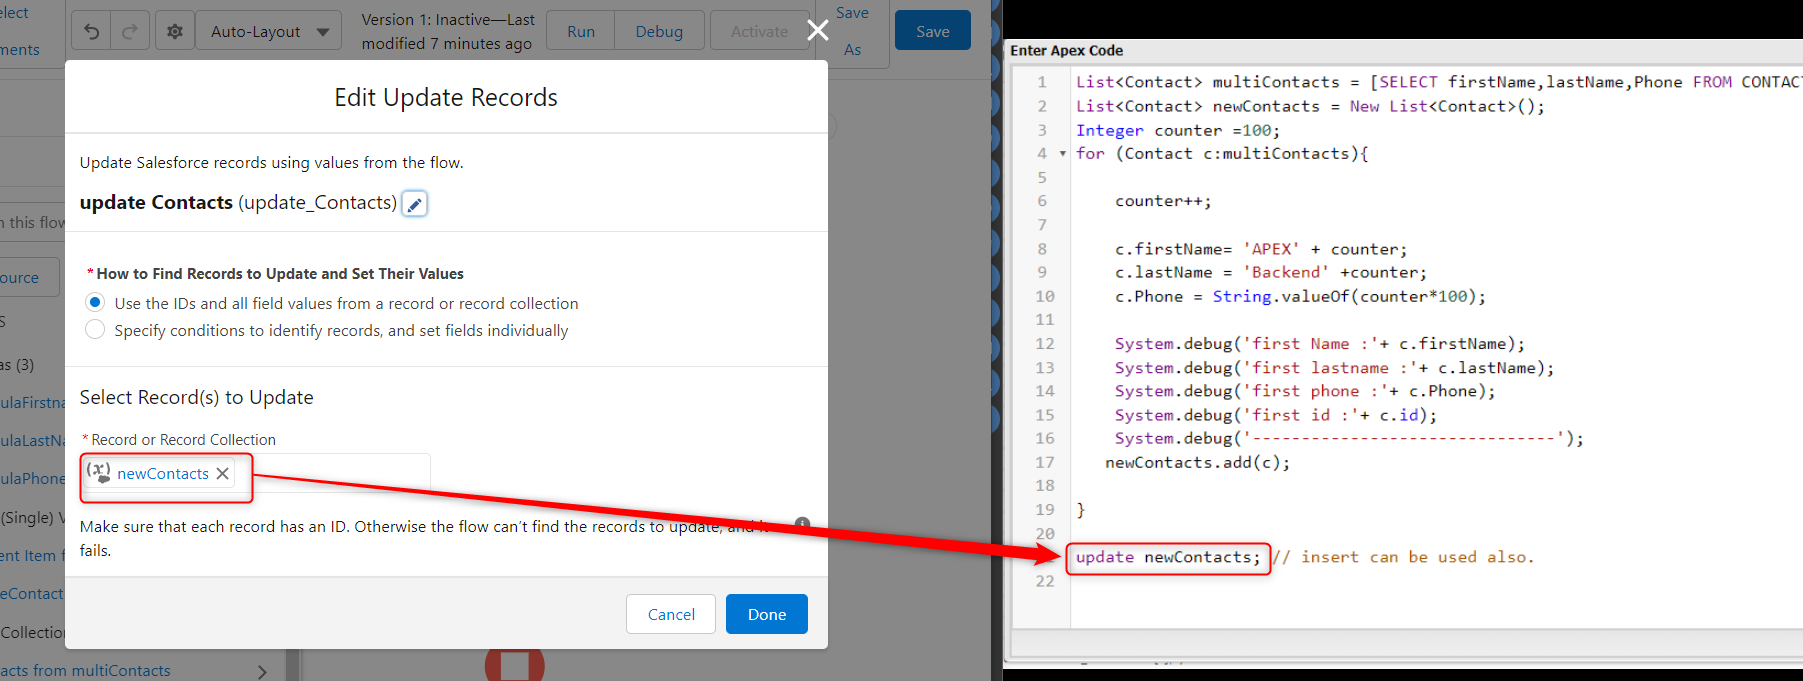 elect
ments
Auto-Layout
Version 1: Inactive—Last
modified 7 minutes ago
Run
Debug
Activate
Save
As
Save
Edit Update Records
Update Salesforce records using values from the flow.
update Contacts (update_Contacts)
n this flow
*How to Find Records to Update and Set Their Values
ource
Use the IDs and all field values from a record or record collection
Specify conditions to identify records, and set fields individually
S
as (3)
Select Record(s) to Update
ulaFirstna
*Record or Record Collection
ulaLastNa
newContacts
ulaPhone
(Single) V
Make sure that each record has an ID. Otherwise the flow can't find the records to update, and it
fails.
ent Item f
eContact
Collection
Cancel
Done
acts from multiContacts
Enter Apex Code
1 List<Contact> multiContacts = [SELECT firstName,lastName,Phone FROM CONTACT
2 List<Contact> newContacts = New List<Contact>();
3 Integer counter =100;
4 for (Contact c:multiContacts){
5
6 counter++;
7
8 c.firstName= 'APEX' + counter;
9 c.lastName = 'Backend' +counter;
10 c.Phone = String.valueOf(counter*100);
11
12 System.debug('first Name :'+ c.firstName);
13 System.debug('first lastname :'+ c.lastName);
14 System.debug('first phone :'+ c.Phone);
15 System.debug('first id :'+ c.id);
16 System.debug('-------------------------------');
17 newContacts.add(c);
18
19 }
20
update newContacts; // insert can be used also.
22